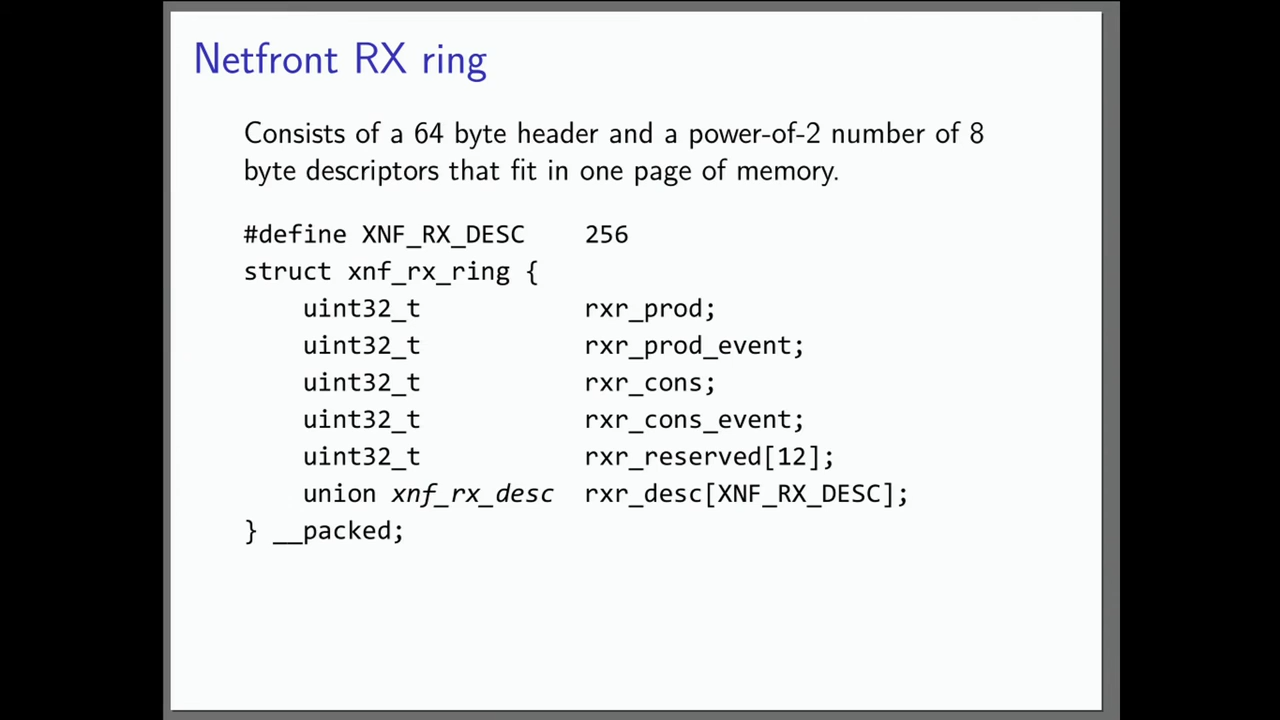 Netfront RX ring
Consists of a 64 byte header and a power-of-2 number of 8
byte descriptors that fit in one page of memory.
#define XNF_RX_DESC    256
struct xnf_rx_ring {
    uint32_t           rxr_prod;
    uint32_t           rxr_prod_event;
    uint32_t           rxr_cons;
    uint32_t           rxr_cons_event;
    uint32_t           rxr_reserved[12];
    union xnf_rx_desc  rxr_desc[XNF_RX_DESC];
} __packed;